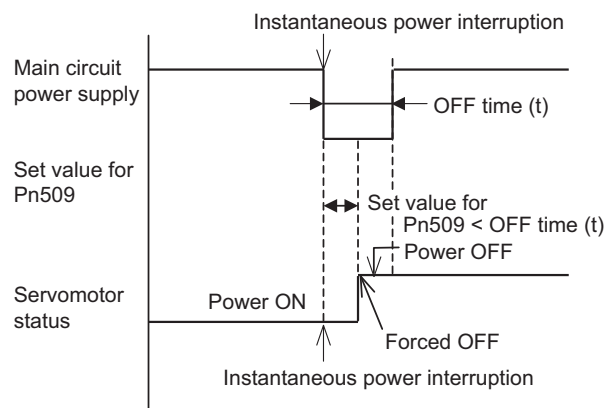 Instantaneous power interruption
Main circuit
power supply
OFF time (t)
Set value for
Pn509
Set value for
Pn509 < OFF time (t)
Power OFF
Servomotor
status
Power ON
Forced OFF
Instantaneous power interruption